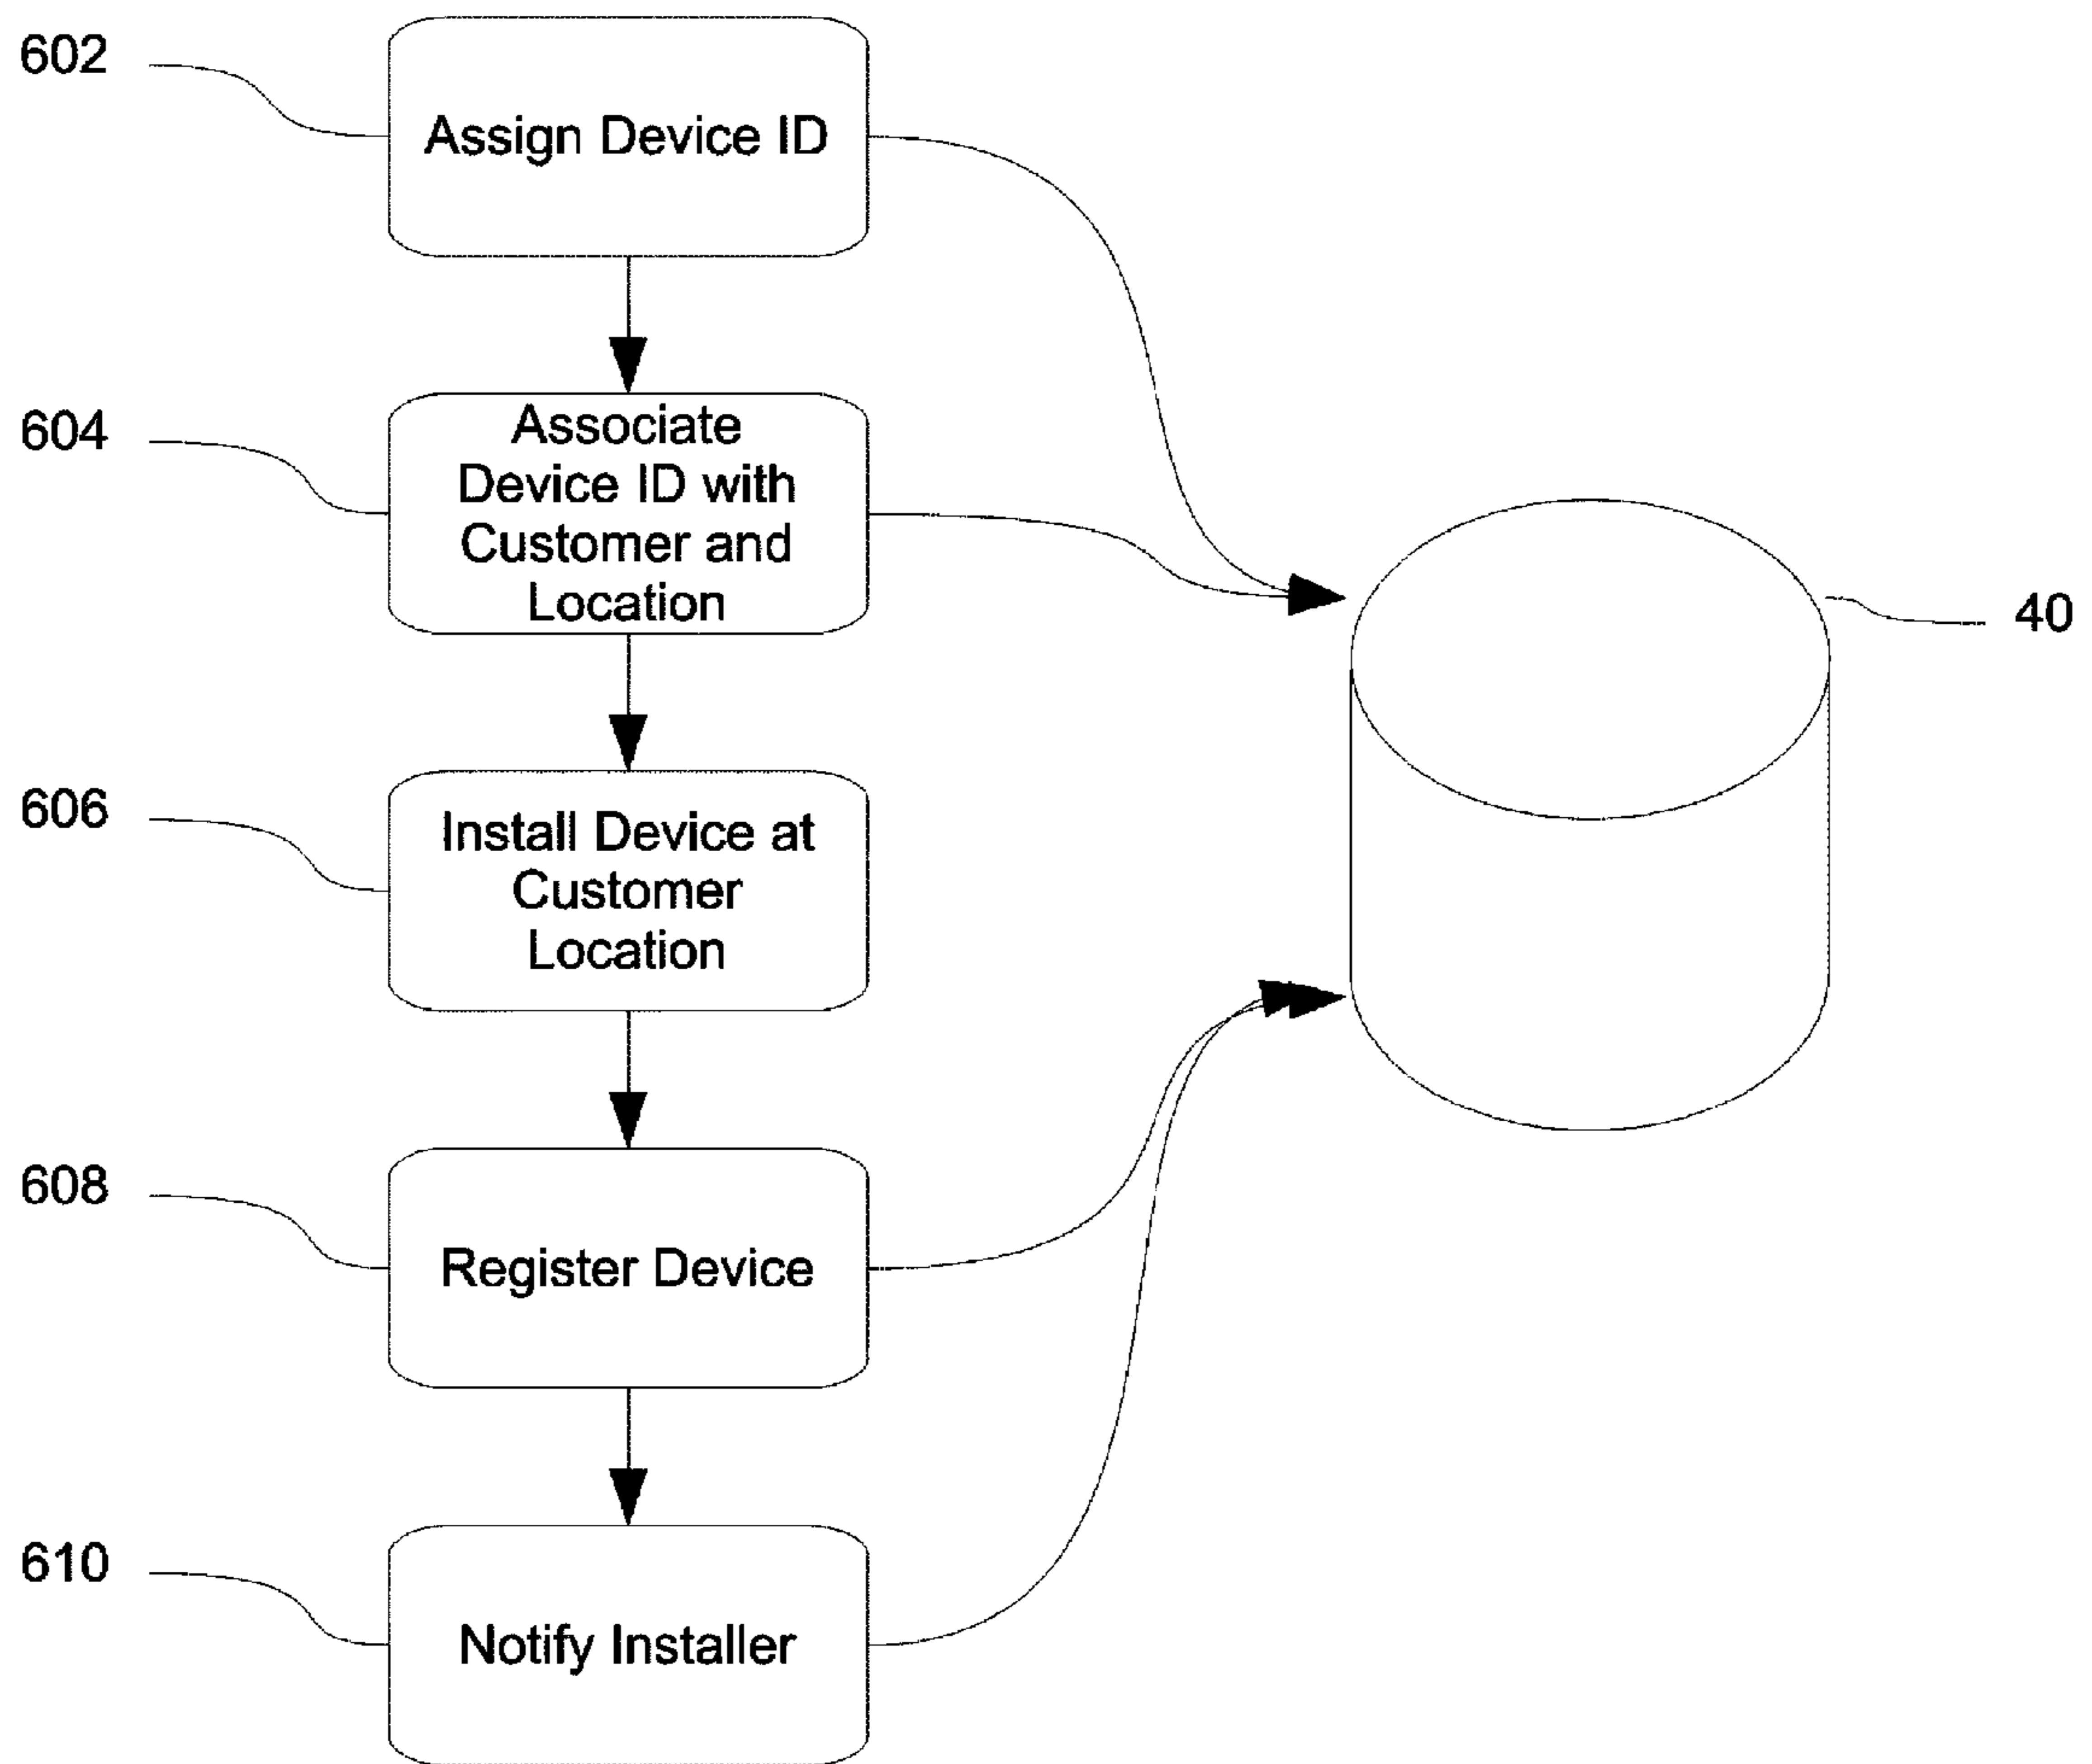 602
Assign Device ID
604
Associate
Device ID with
Customer and
Location
40
606
Install Device at
Customer
Location
608
Register Device
610
Notify Installer